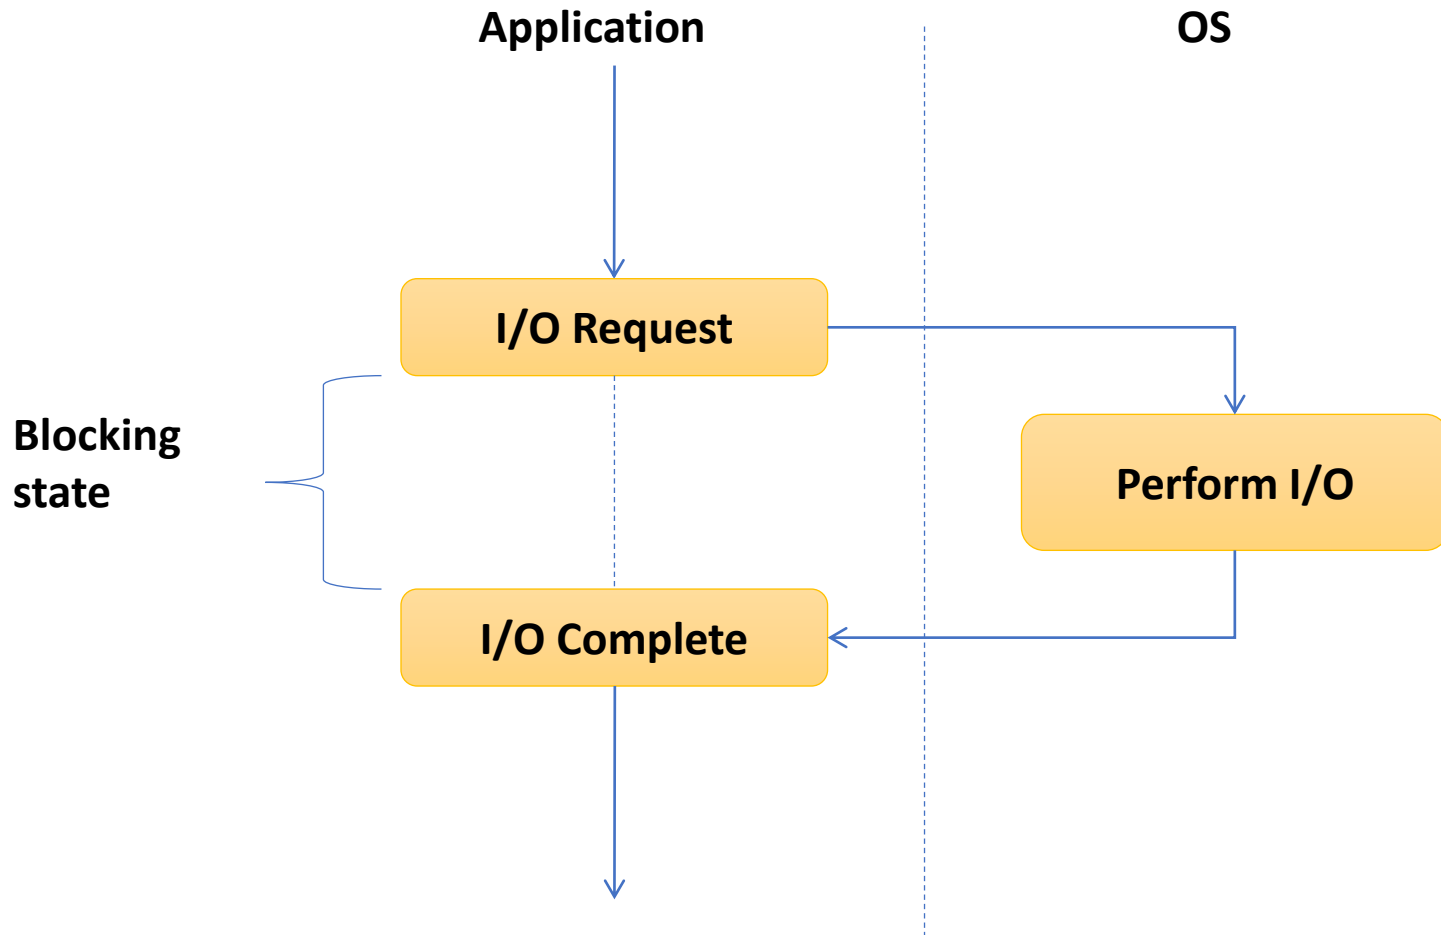 Application
OS
I/O Request
Blocking
state
Perform I/O
I/O Complete